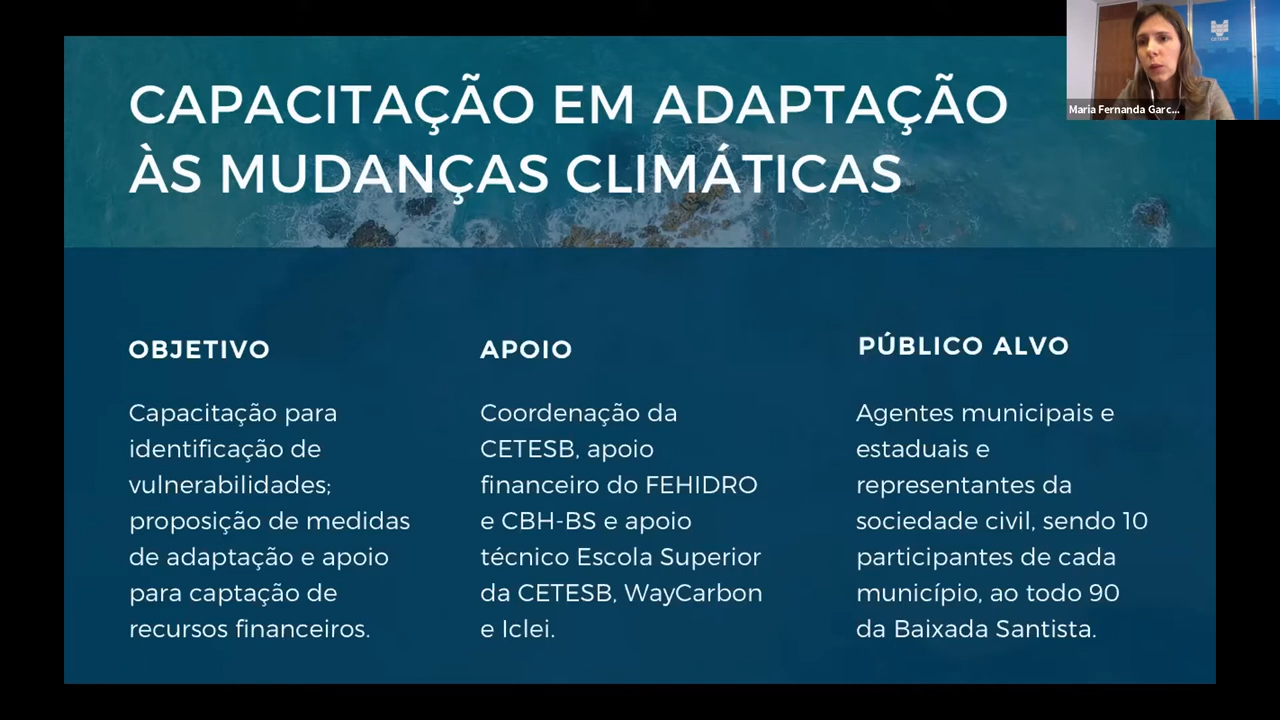 CAPACITAÇÃO EM ADAPTAÇÃO
ÀS MUDANÇAS CLIMÁTICAS
CETESB
Maria Fernanda Garc...
OBJETIVO
Capacitação para
identificação de
vulnerabilidades;
proposição de medidas
de adaptação e apoio
para captação de
recursos financeiros.
APOIO
Coordenação da
CETESB, apoio
financeiro do FEHIDRO
e CBH-BS e apoio
técnico Escola Superior
da CETESB, WayCarbon
e Iclei.
PÚBLICO ALVO
Agentes municipais e
estaduais e
representantes da
sociedade civil, sendo 10
participantes de cada
município, ao todo 90
da Baixada Santista.